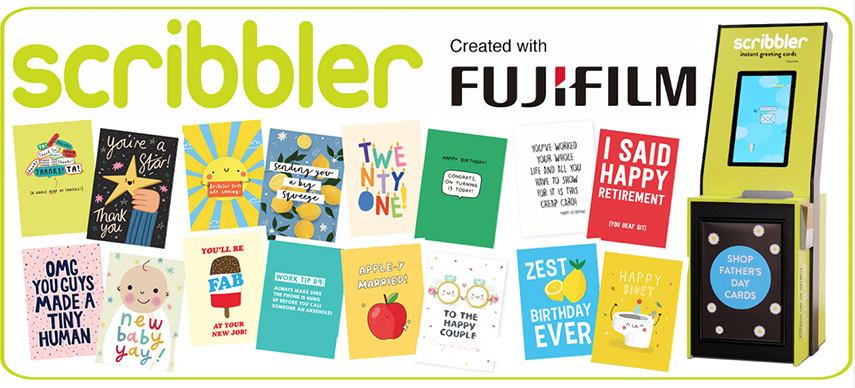 scribbler
Created with
FUJIFILM
scribbler
instant greeting cards
THANKS, TA!
(A WHOLE HEAP OF THANKS!)
you're a
Star!
Thank
you
sending you
a big
squeeze
TWE
NTY
ONE!
HAPPY BIRTHDAY!
CONGRATS,
ON TURNING
IS TODAY!
YOU'VE WORKED
YOUR WHOLE
LIFE AND ALL YOU
HAVE TO SHOW
FOR IT IS THIS
CHEAP CARD!
HAPPY RETIREMENT
I SAID
HAPPY
RETIREMENT
(YOU DEAF GIT)
OMG
YOU GUYS
MADE A
TINY
HUMAN
new
baby
yay!
YOU'LL BE
FAB
AT YOUR
NEW JOB!
WORK TIP 89:
ALWAYS MAKE SURE
THE PHONE IS HUNG
UP BEFORE YOU CALL
SOMEONE AN ARSEHOLE!
APPLE-Y
MARRIED!
TO THE
HAPPY
COUPLE
Congratulations
ZEST
BIRTHDAY
EVER
HAPPY
BIDET
SHOP
FATHER'S
DAY
CARDS